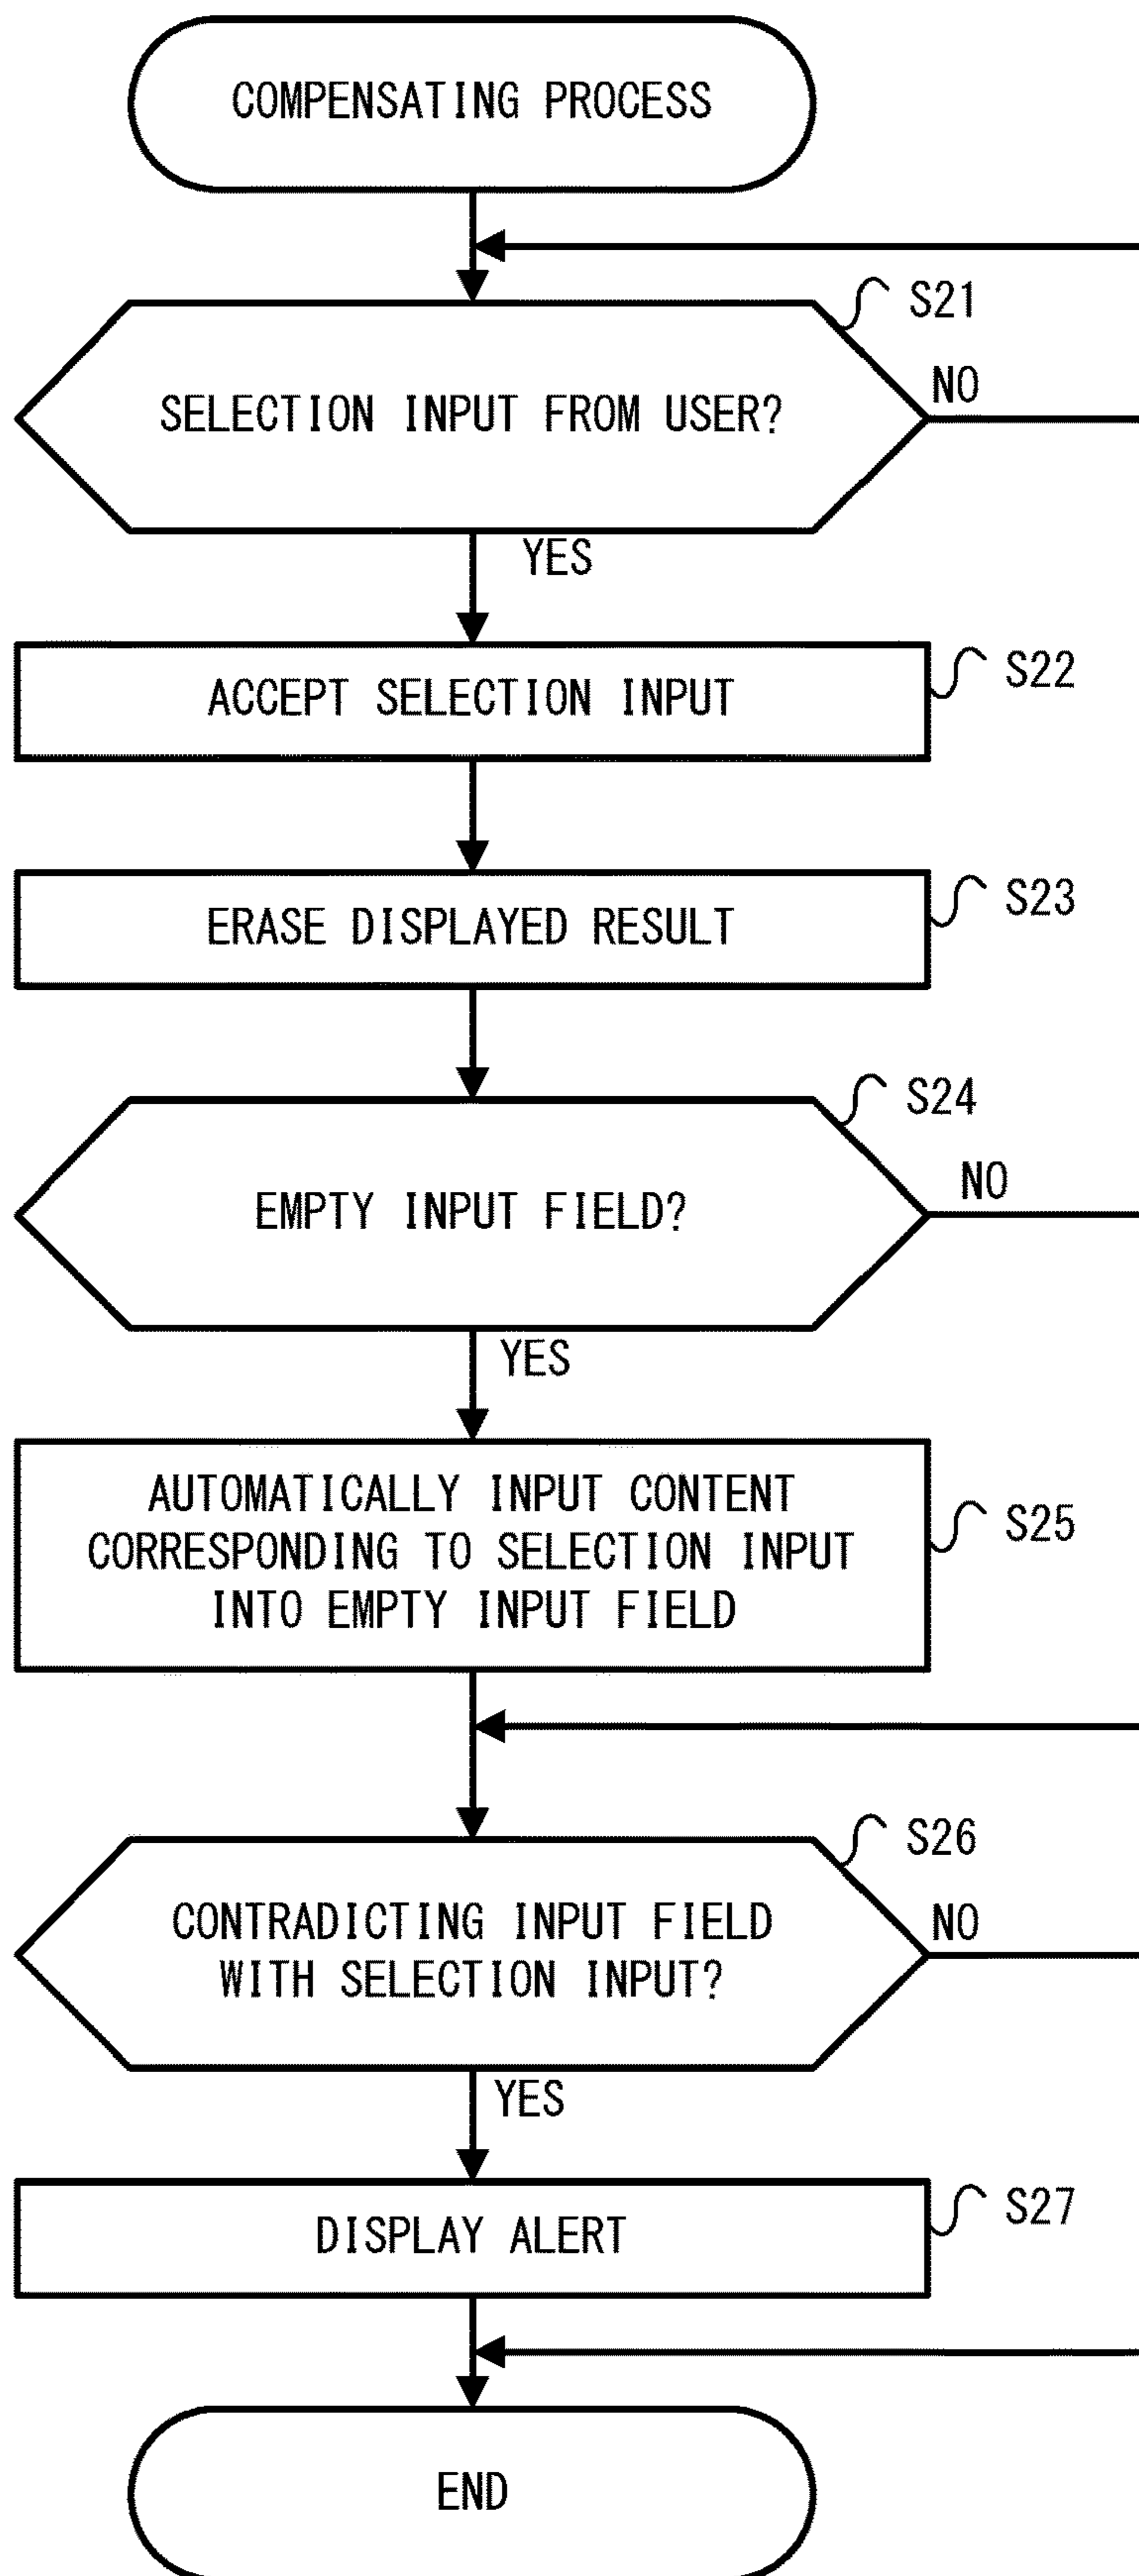 COMPENSATING PROCESS
S21
SELECTION INPUT FROM USER?
NO
YES
ACCEPT SELECTION INPUT
S22
ERASE DISPLAYED RESULT
S23
S24
EMPTY INPUT FIELD?
NO
YES
AUTOMATICALLY INPUT CONTENT
CORRESPONDING TO SELECTION INPUT
INTO EMPTY INPUT FIELD
S25
S26
CONTRADICTING INPUT FIELD
WITH SELECTION INPUT?
NO
YES
DISPLAY ALERT
S27
END